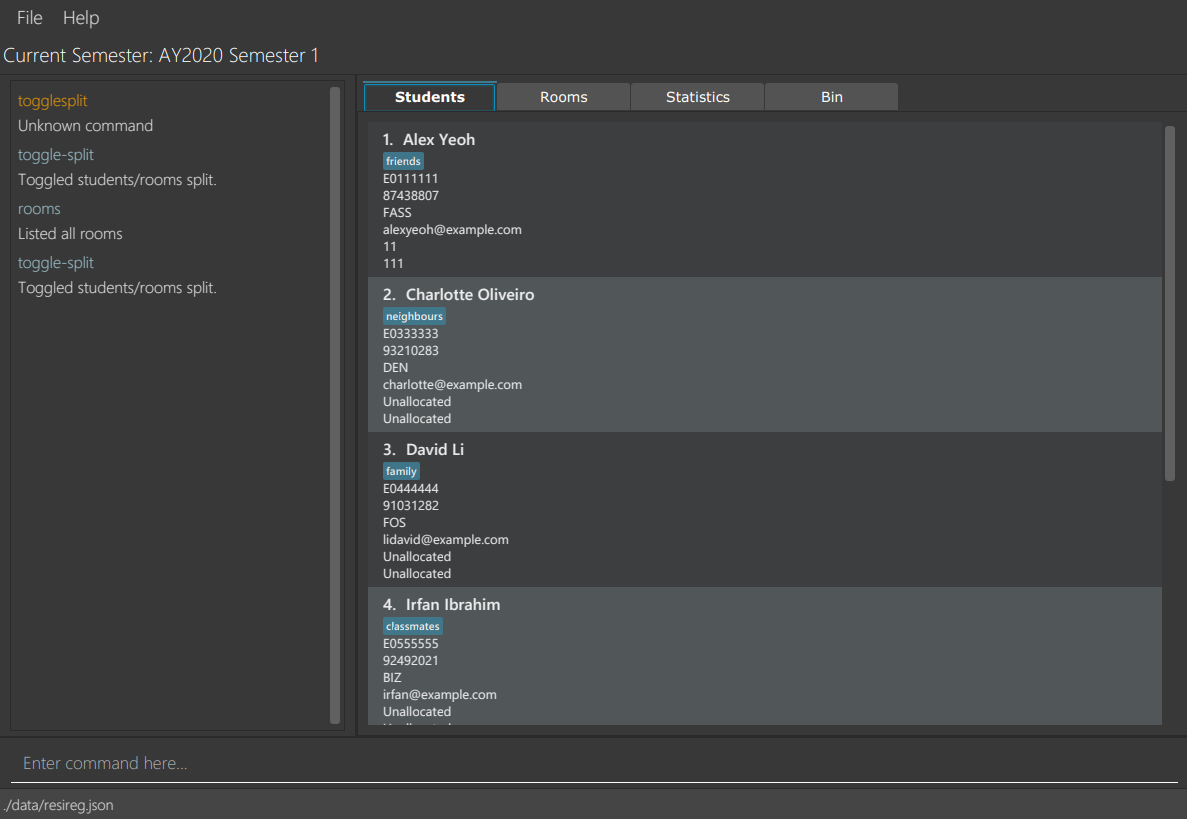 File Help
Current Semester: AY2020 Semester 1
togglesplit
Unknown command
toggle-split
Toggled students/rooms split.
rooms
Listed all rooms
toggle-split
Toggled students/rooms split.
Students Rooms Statistics Bin
1. Alex Yeoh
friends
E0111111
87438807
FASS
alexyeoh@example.com
11
111
2. Charlotte Oliveiro
neighbours
E0333333
93210283
DEN
charlotte@example.com
Unallocated
Unallocated
3. David Li
family
E0444444
91031282
FOS
lidavid@example.com
Unallocated
Unallocated
4. Irfan Ibrahim
classmates
E0555555
92492021
BIZ
irfan@example.com
Unallocated
Enter command here...
./data/resireg.json